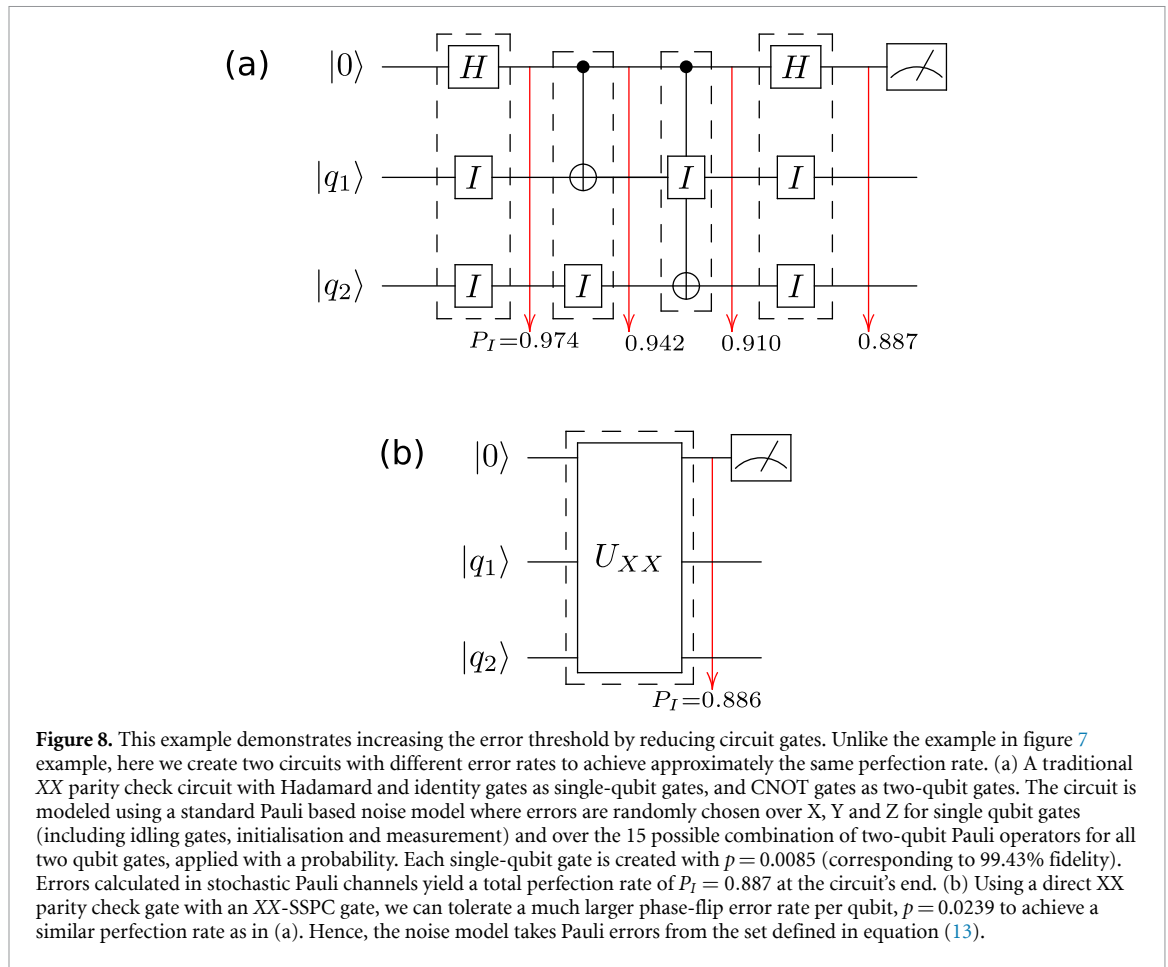 (a) |0⟩ H H
|q₁⟩ I I I
|q₂⟩ I I I
P_I=0.974 0.942 0.910 0.887
(b) |0⟩
|q₁⟩ U_XX
|q₂⟩
P_I=0.886
Figure 8. This example demonstrates increasing the error threshold by reducing circuit gates. Unlike the example in figure 7
example, here we create two circuits with different error rates to achieve approximately the same perfection rate. (a) A traditional
XX parity check circuit with Hadamard and identity gates as single-qubit gates, and CNOT gates as two-qubit gates. The circuit is
modeled using a standard Pauli based noise model where errors are randomly chosen over X, Y and Z for single qubit gates
(including idling gates, initialisation and measurement) and over the 15 possible combination of two-qubit Pauli operators for all
two qubit gates, applied with a probability. Each single-qubit gate is created with p = 0.0085 (corresponding to 99.43% fidelity).
Errors calculated in stochastic Pauli channels yield a total perfection rate of P_I = 0.887 at the circuit's end. (b) Using a direct XX
parity check gate with an XX-SSPC gate, we can tolerate a much larger phase-flip error rate per qubit, p = 0.0239 to achieve a
similar perfection rate as in (a). Hence, the noise model takes Pauli errors from the set defined in equation (13).